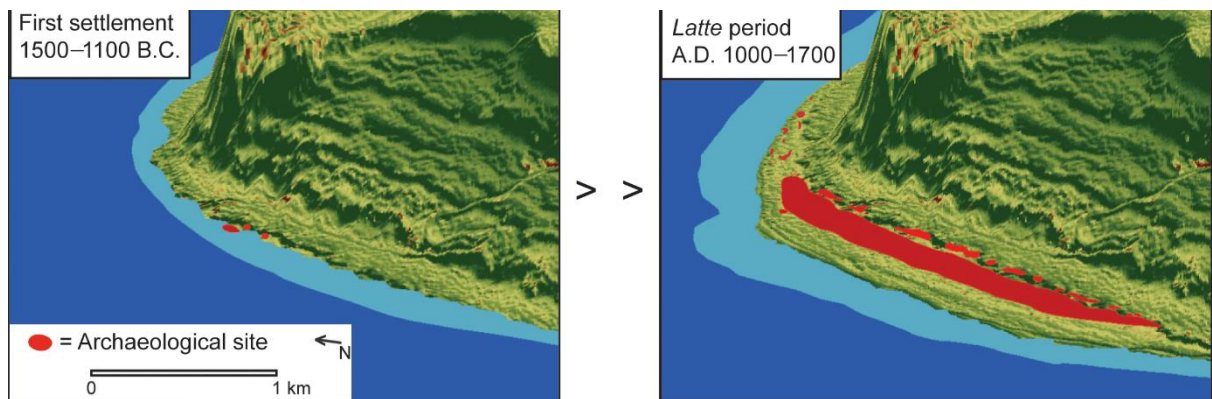 First settlement
1500–1100 B.C.
> >
Latte period
A.D. 1000–1700
= Archaeological site
N
0
1 km